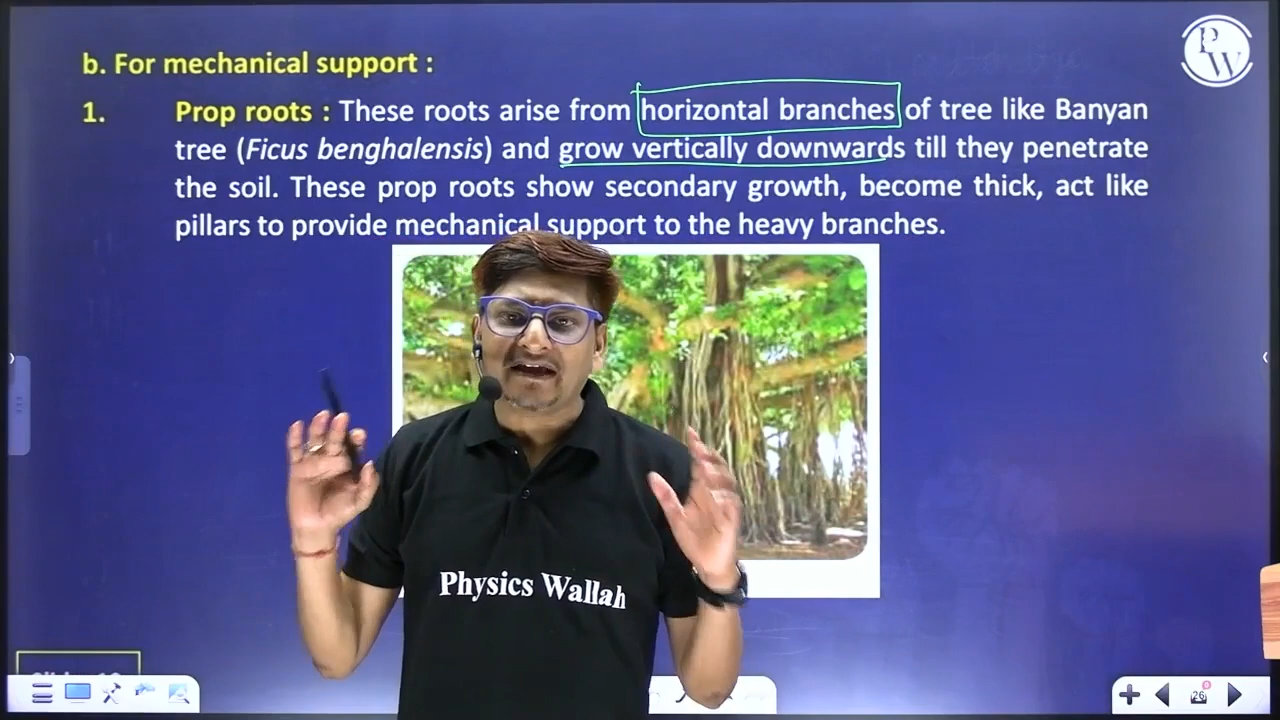 b. For mechanical support :
1. Prop roots : These roots arise from horizontal branches of tree like Banyan
tree (Ficus benghalensis) and grow vertically downwards till they penetrate
the soil. These prop roots show secondary growth, become thick, act like
pillars to provide mechanical support to the heavy branches.
PW
Physics Wallah
26